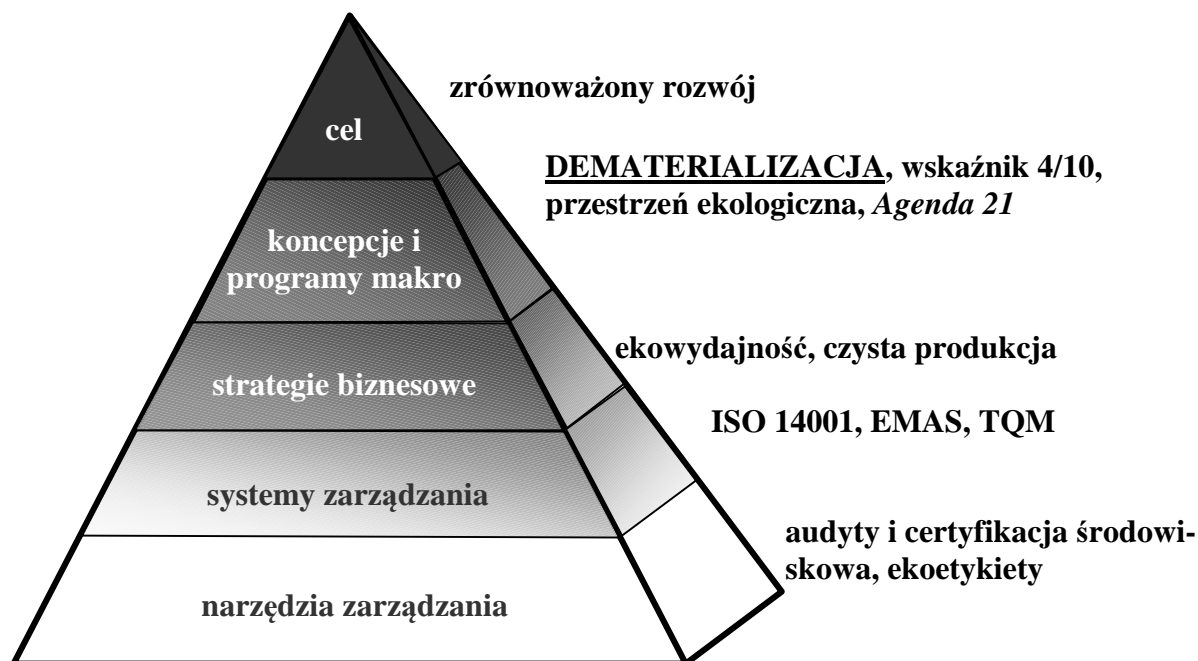 zrównoważony rozwój
cel
DEMATERIALIZACJA, wskaźnik 4/10,
przestrzeń ekologiczna, Agenda 21
koncepcje i
programy makro
ekowydajność, czysta produkcja
strategie biznesowe
ISO 14001, EMAS, TQM
systemy zarządzania
audyty i certyfikacja środowi-
skowa, ekoetykiety
narzędzia zarządzania